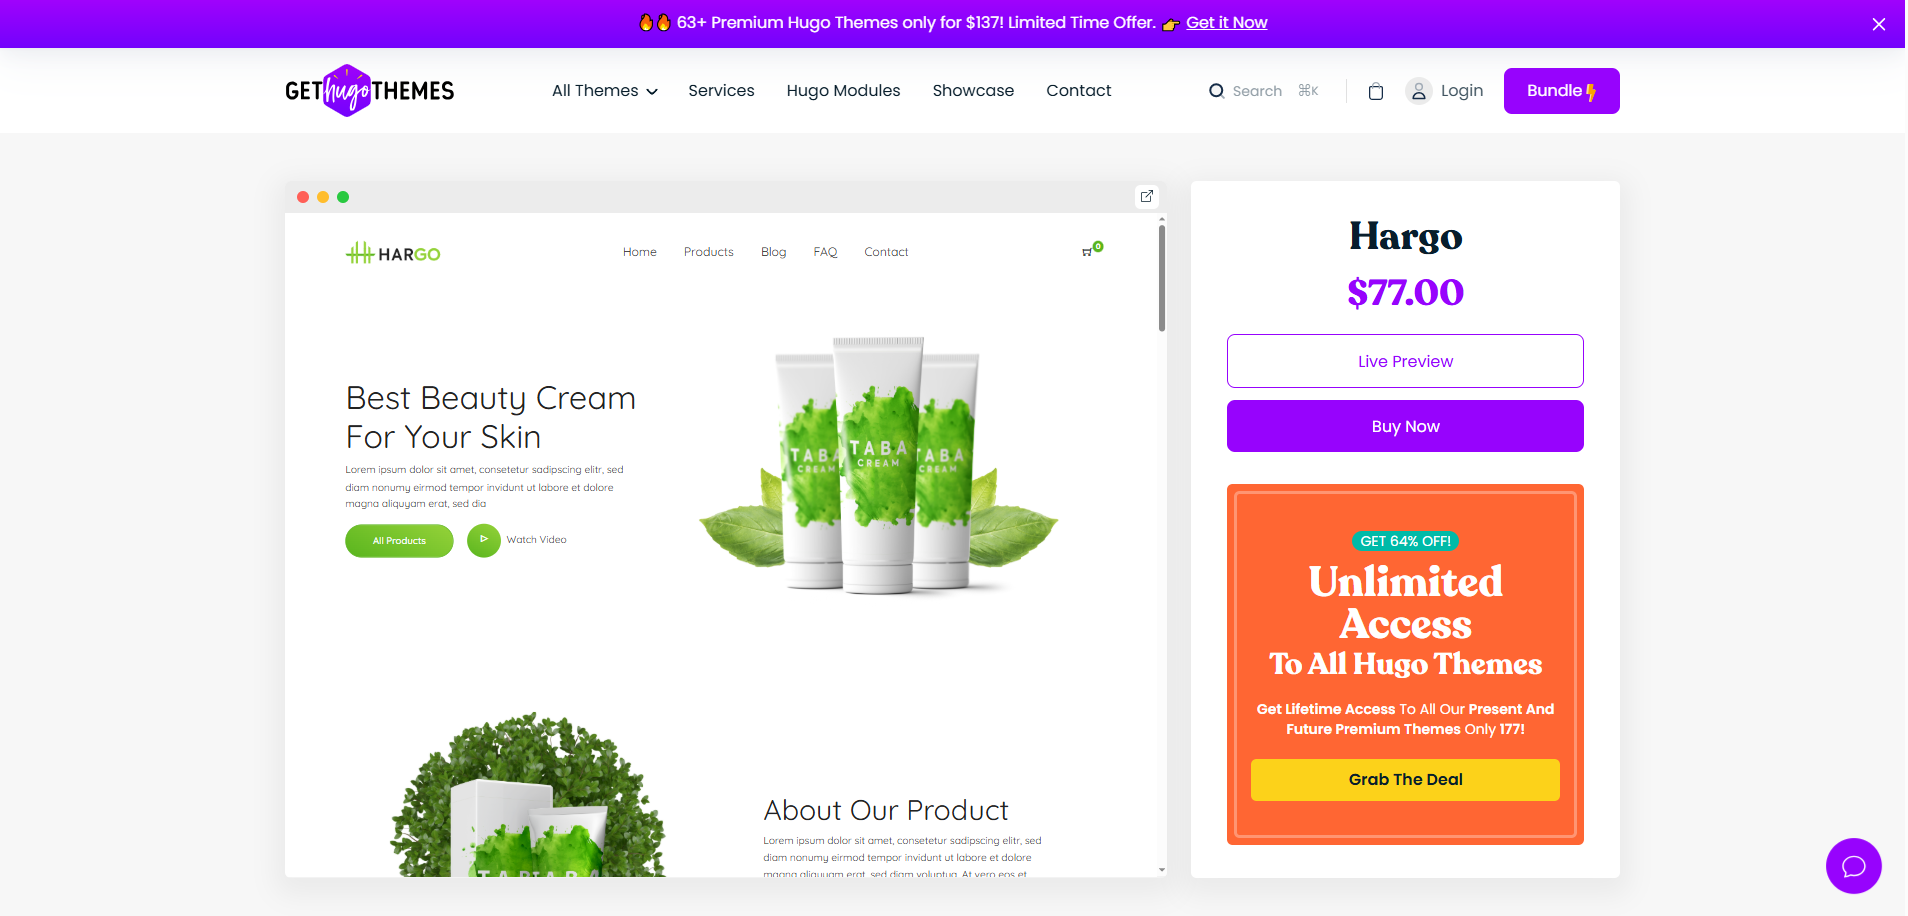 🔥🔥 63+ Premium Hugo Themes only for $137! Limited Time Offer. 👉 Get it Now
GET hugo THEMES
All Themes
Services
Hugo Modules
Showcase
Contact
Search ⌘K
Login
Bundle⚡
HARGO
Home
Products
Blog
FAQ
Contact
0
Best Beauty Cream
For Your Skin
Lorem ipsum dolor sit amet, consetetur sadipscing elitr, sed
diam nonumy eirmod tempor invidunt ut labore et dolore
magna aliquyam erat, sed dia
All Products
Watch Video
TABA
CREAM
TABA
CREAM
TABA
CREAM
About Our Product
Lorem ipsum dolor sit amet, consetetur sadipscing elitr, sed
diam nonumy eirmod tempor invidunt ut labore et dolore
magna aliquyam erat, sed diam voluptua. At vero eos et
Hargo
$77.00
Live Preview
Buy Now
GET 64% OFF!
Unlimited
Access
To All Hugo Themes
Get Lifetime Access To All Our Present And
Future Premium Themes Only 177!
Grab The Deal